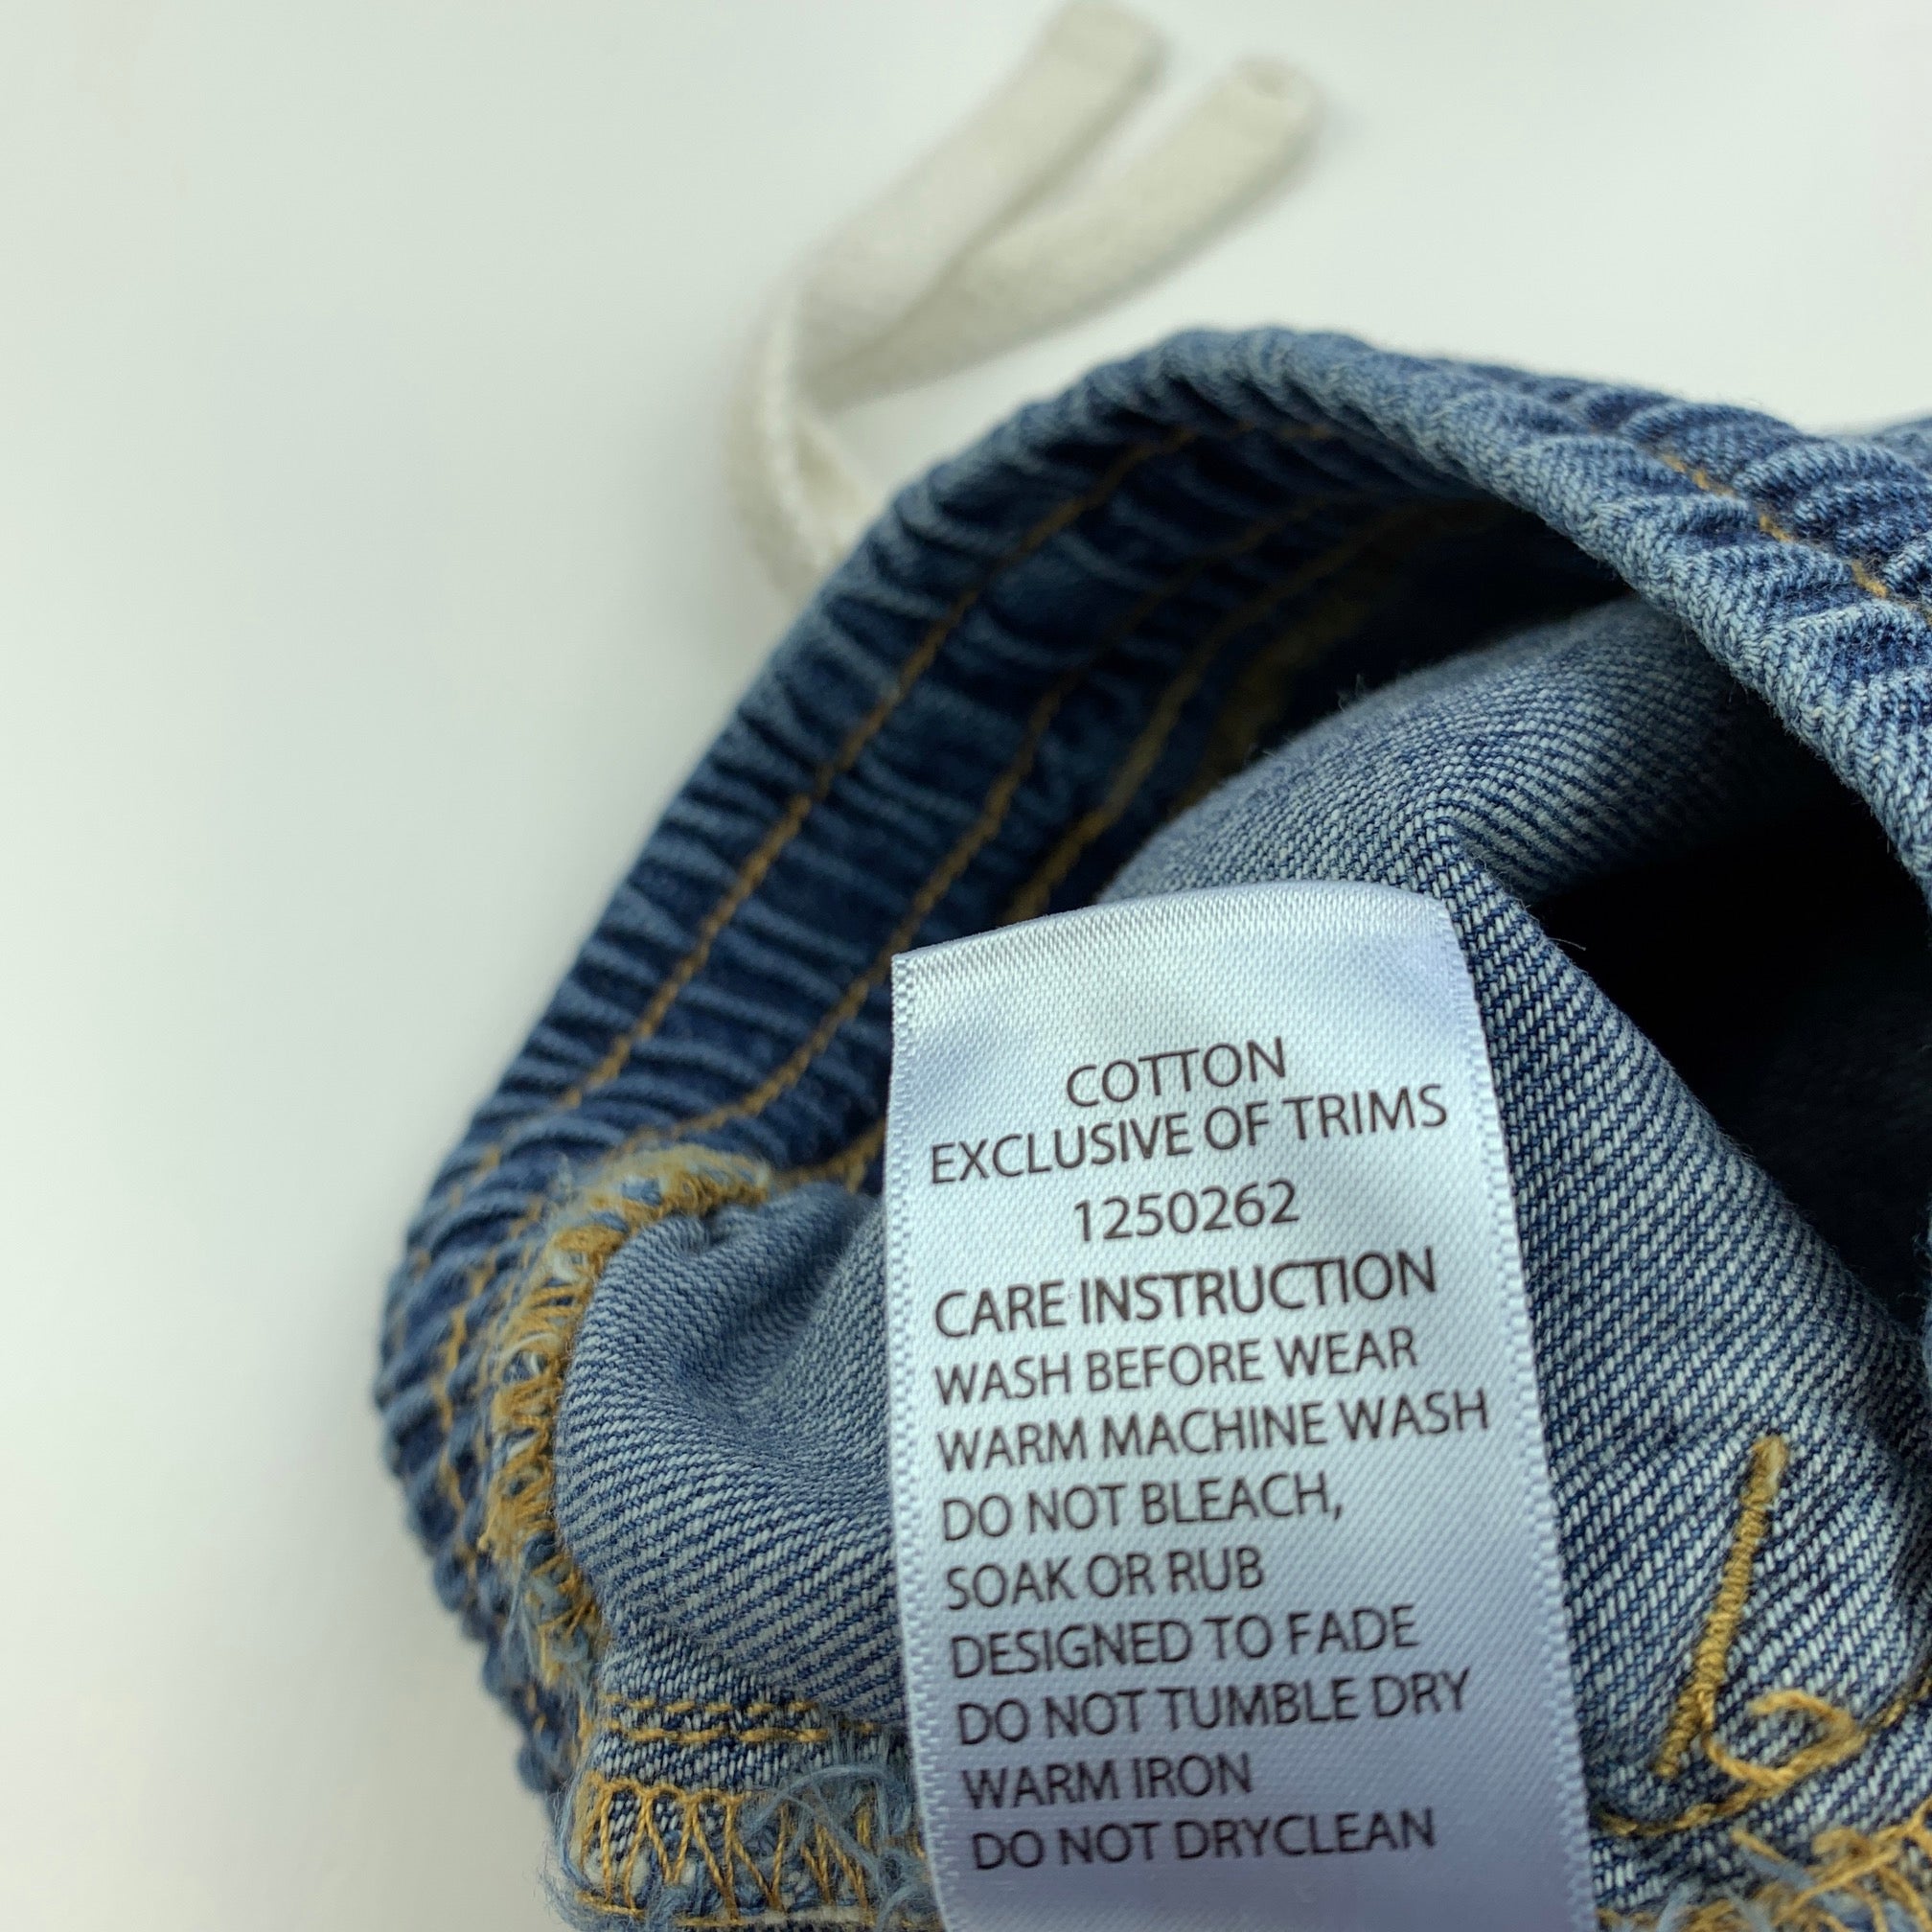 COTTON
EXCLUSIVE OF TRIMS
1250262
CARE INSTRUCTION
WASH BEFORE WEAR
WARM MACHINE WASH
DO NOT BLEACH,
SOAK OR RUB
DESIGNED TO FADE
DO NOT TUMBLE DRY
WARM IRON
DO NOT DRYCLEAN